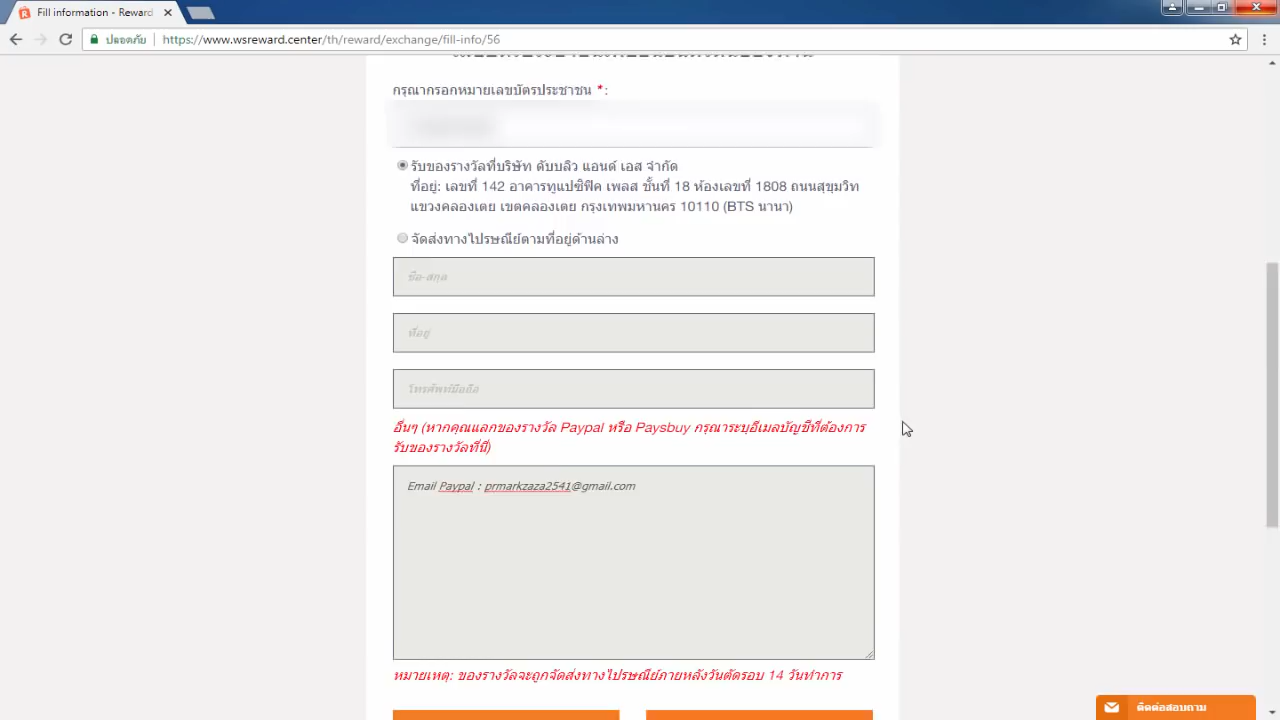 Fill information - Reward
ปลอดภัย
https://www.wsreward.center/th/reward/exchange/fill-info/56
กรุณากรอกหมายเลขบัตรประชาชน * :
รับของรางวัลที่บริษัท ดับบลิว แอนด์ เอส จำกัด
ที่อยู่: เลขที่ 142 อาคารทูแปซิฟิค เพลส ชั้นที่ 18 ห้องเลขที่ 1808 ถนนสุขุมวิท
แขวงคลองเตย เขตคลองเตย กรุงเทพมหานคร 10110 (BTS นานา)
จัดส่งทางไปรษณีย์ตามที่อยู่ด้านล่าง
ชื่อ-สกุล
ที่อยู่
โทรศัพท์มือถือ
อื่นๆ (หากคุณแลกของรางวัล Paypal หรือ Paysbuy กรุณาระบุอีเมลบัญชีที่ต้องการ
รับของรางวัลที่นี่)
Email Paypal : prmarkzaza2541@gmail.com
หมายเหตุ: ของรางวัลจะถูกจัดส่งทางไปรษณีย์ภายหลังวันตัดรอบ 14 วันทำการ
ติดต่อสอบถาม